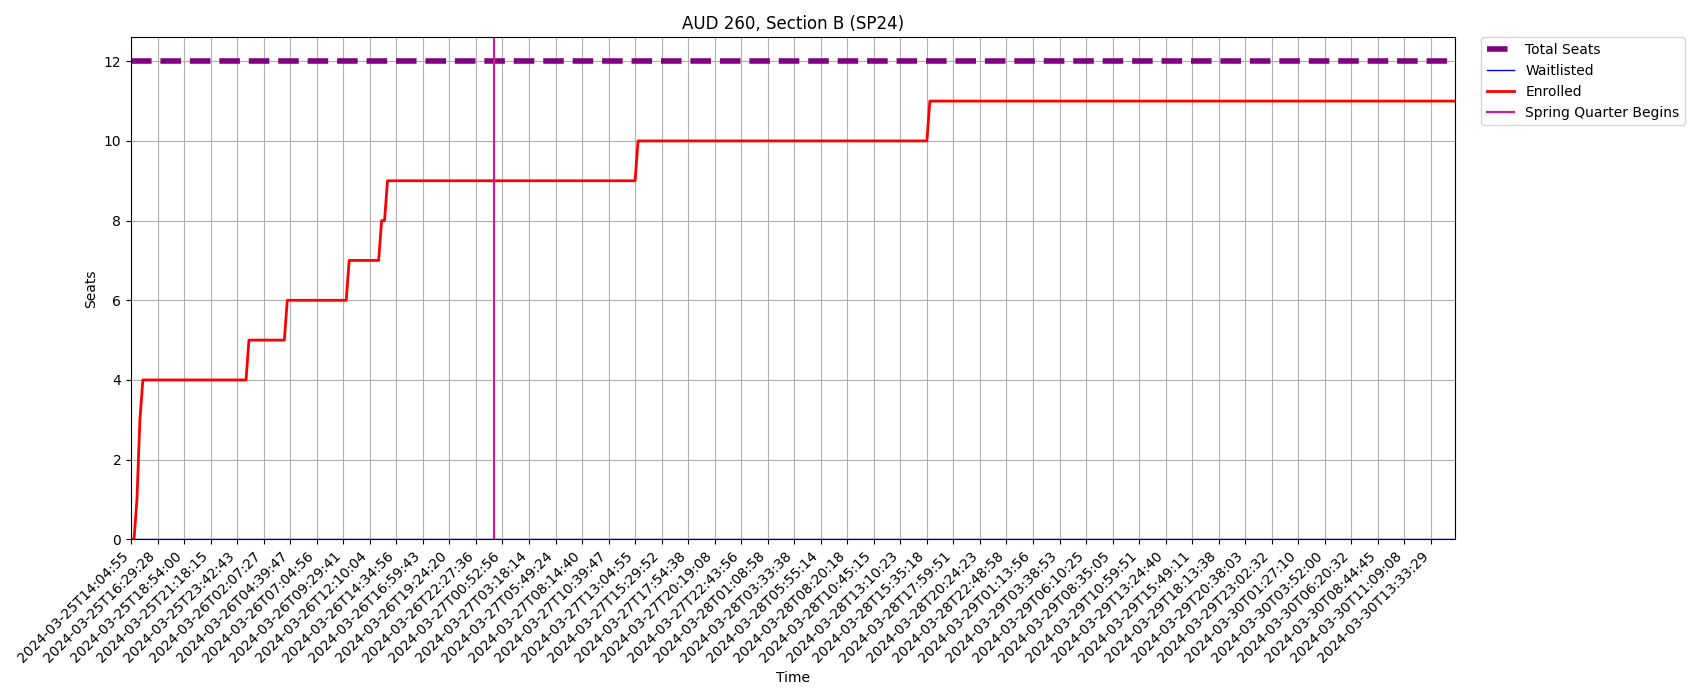 AUD 260, Section B (SP24)
Total Seats
Waitlisted
Enrolled
Spring Quarter Begins
12
10
8
6
4
2
0
Seats
2024-03-25T14:04:55
2024-03-25T16:29:28
2024-03-25T18:54:00
2024-03-25T21:18:15
2024-03-25T23:42:43
2024-03-26T02:07:27
2024-03-26T04:39:47
2024-03-26T07:04:56
2024-03-26T09:29:41
2024-03-26T12:10:04
2024-03-26T14:34:56
2024-03-26T16:59:43
2024-03-26T19:24:20
2024-03-26T22:27:36
2024-03-27T00:52:56
2024-03-27T03:18:14
2024-03-27T05:49:24
2024-03-27T08:14:40
2024-03-27T10:39:47
2024-03-27T13:04:55
2024-03-27T15:29:52
2024-03-27T17:54:38
2024-03-27T20:19:08
2024-03-27T22:43:56
2024-03-28T01:08:58
2024-03-28T03:33:38
2024-03-28T05:55:14
2024-03-28T08:20:18
2024-03-28T10:45:15
2024-03-28T13:10:23
2024-03-28T15:35:18
2024-03-28T17:59:51
2024-03-28T20:24:23
2024-03-28T22:48:58
2024-03-29T01:13:56
2024-03-29T03:38:53
2024-03-29T06:10:25
2024-03-29T08:35:05
2024-03-29T10:59:51
2024-03-29T13:24:40
2024-03-29T15:49:11
2024-03-29T18:13:38
2024-03-29T20:38:03
2024-03-29T23:02:32
2024-03-30T01:27:10
2024-03-30T03:52:00
2024-03-30T06:20:32
2024-03-30T08:44:45
2024-03-30T11:09:08
2024-03-30T13:33:29
Time